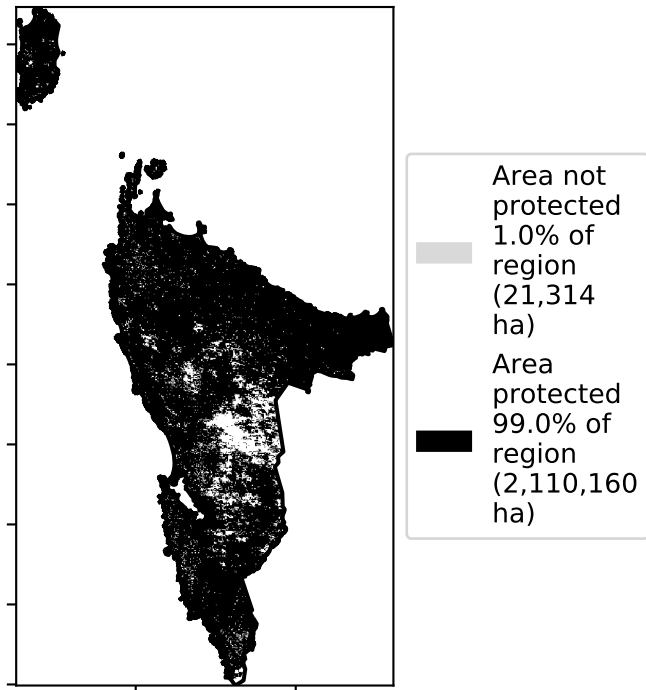 Area not
protected
1.0% of
region
(21,314
ha)
Area
protected
99.0% of
region
(2,110,160
ha)